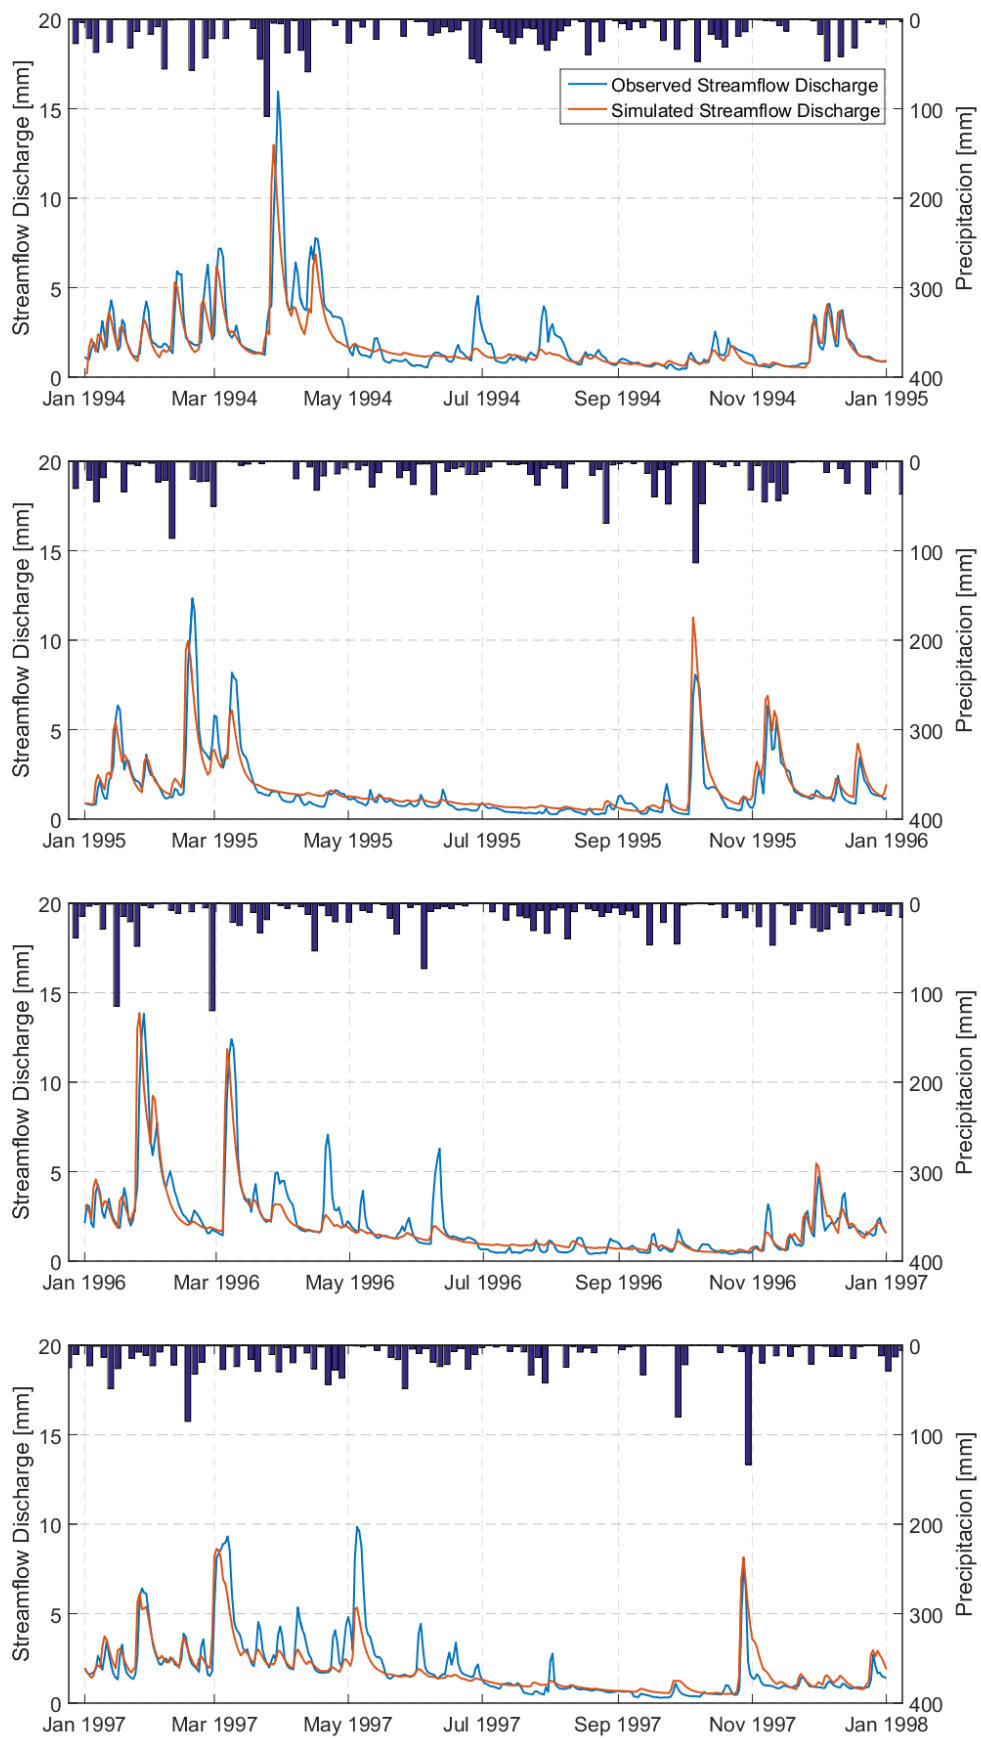 20
15
10
5
0
Streamflow Discharge [mm]
0
100
200
300
400
Precipitacion [mm]
Observed Streamflow Discharge
Simulated Streamflow Discharge
Jan 1994 Mar 1994 May 1994 Jul 1994 Sep 1994 Nov 1994 Jan 1995
20
15
10
5
0
Streamflow Discharge [mm]
0
100
200
300
400
Precipitacion [mm]
Jan 1995 Mar 1995 May 1995 Jul 1995 Sep 1995 Nov 1995 Jan 1996
20
15
10
5
0
Streamflow Discharge [mm]
0
100
200
300
400
Precipitacion [mm]
Jan 1996 Mar 1996 May 1996 Jul 1996 Sep 1996 Nov 1996 Jan 1997
20
15
10
5
0
Streamflow Discharge [mm]
0
100
200
300
400
Precipitacion [mm]
Jan 1997 Mar 1997 May 1997 Jul 1997 Sep 1997 Nov 1997 Jan 1998